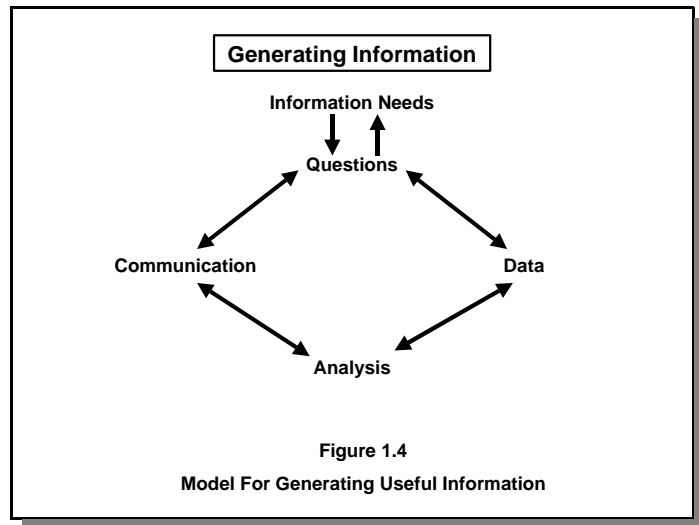 Generating Information
Information Needs
Questions
Communication
Data
Analysis
Figure 1.4
Model For Generating Useful Information